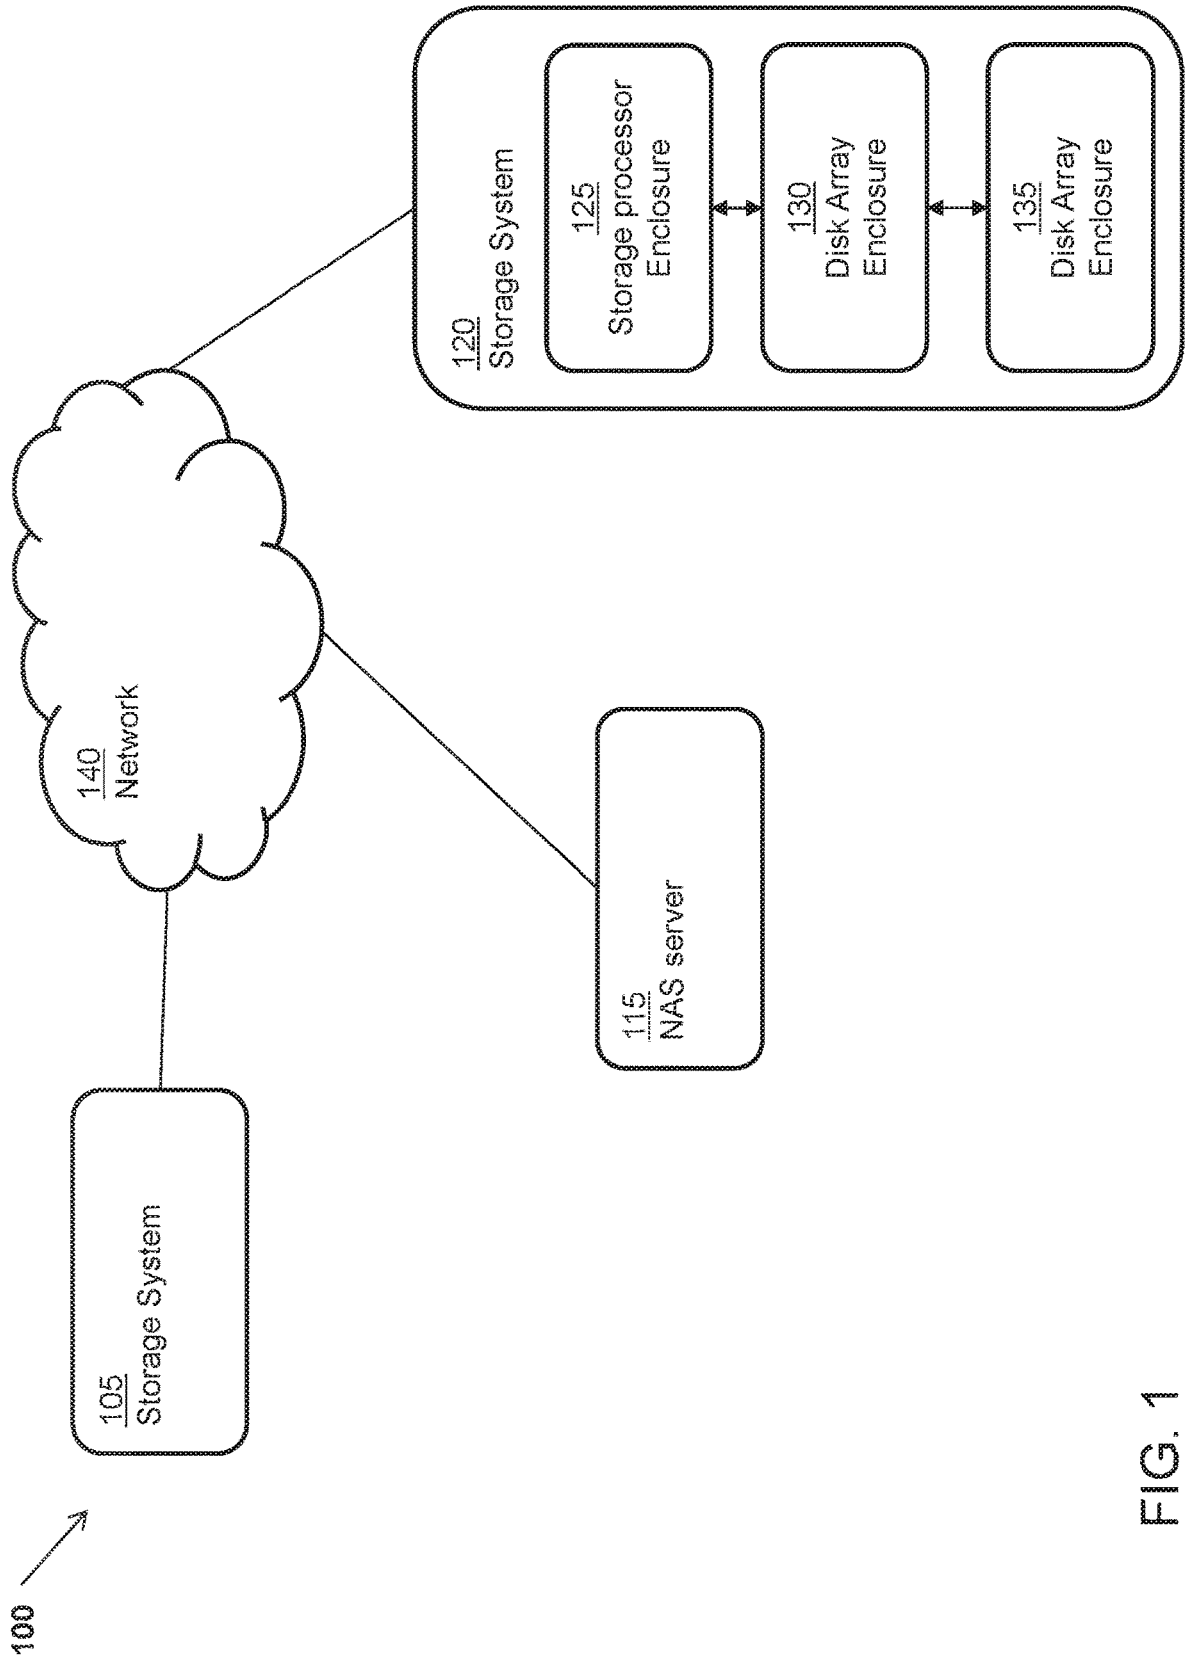 100
105
Storage System
140
Network
115
NAS server
120
Storage System
125
Storage processor
Enclosure
130
Disk Array
Enclosure
135
Disk Array
Enclosure
FIG. 1